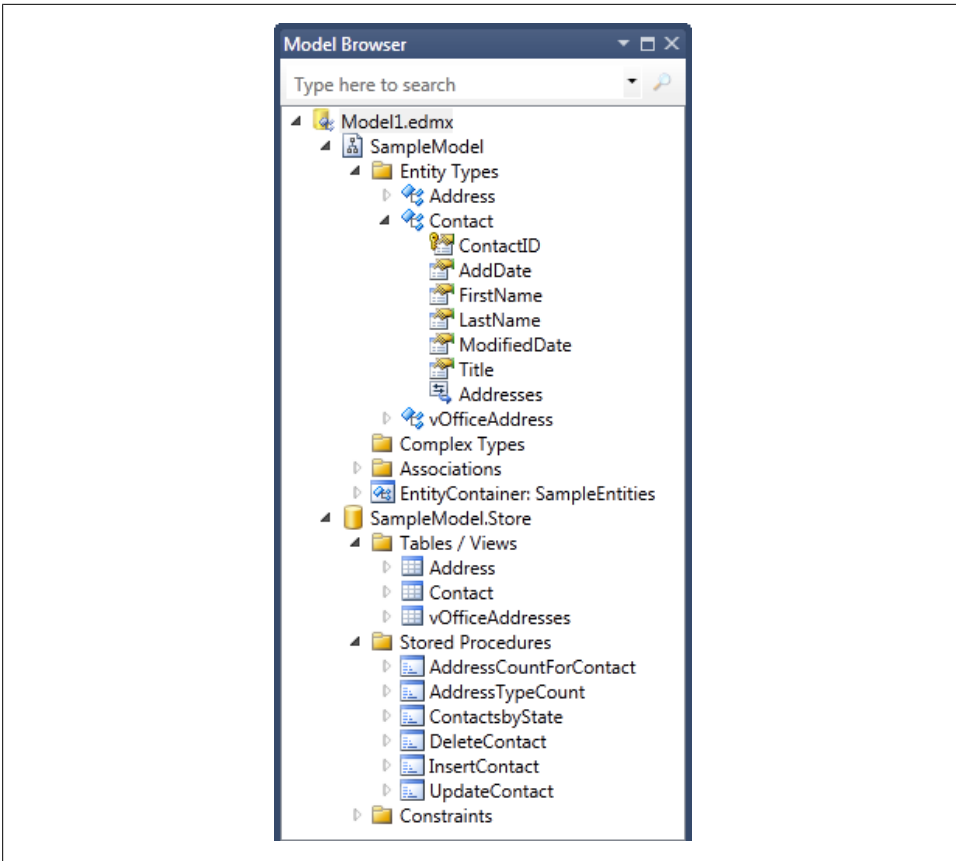 Model Browser
Type here to search
Model1.edmx
SampleModel
Entity Types
Address
Contact
ContactID
AddDate
FirstName
LastName
ModifiedDate
Title
Addresses
vOfficeAddress
Complex Types
Associations
EntityContainer: SampleEntities
SampleModel.Store
Tables / Views
Address
Contact
vOfficeAddresses
Stored Procedures
AddressCountForContact
AddressTypeCount
ContactsbyState
DeleteContact
InsertContact
UpdateContact
Constraints